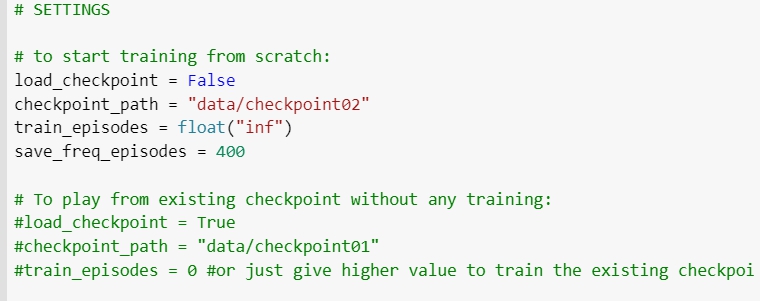 # SETTINGS
# to start training from scratch:
load_checkpoint = False
checkpoint_path = "data/checkpoint02"
train_episodes = float("inf")
save_freq_episodes = 400
# To play from existing checkpoint without any training:
#load_checkpoint = True
#checkpoint_path = "data/checkpoint01"
#train_episodes = 0 #or just give higher value to train the existing checkpoi